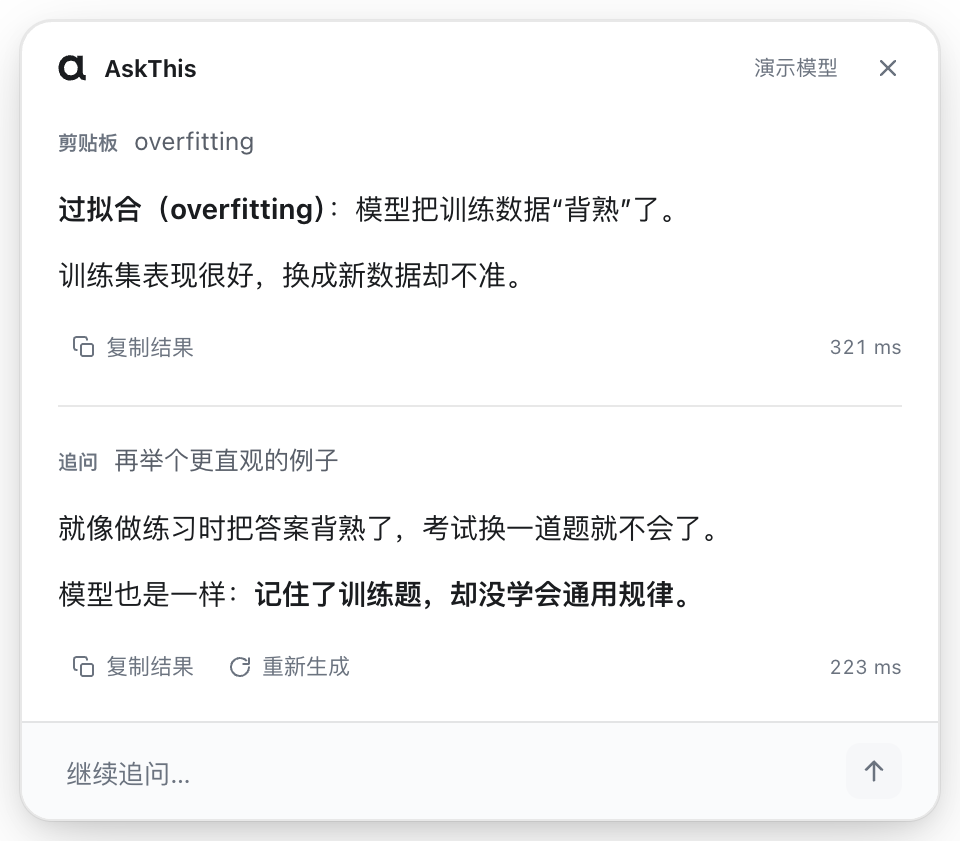 AskThis
演示模型
剪贴板 overfitting
过拟合（overfitting）：模型把训练数据“背熟”了。
训练集表现很好，换成新数据却不准。
复制结果
321 ms
追问 再举个更直观的例子
就像做练习时把答案背熟了，考试换一道题就不会了。
模型也是一样：记住了训练题，却没学会通用规律。
复制结果 重新生成
223 ms
继续追问...